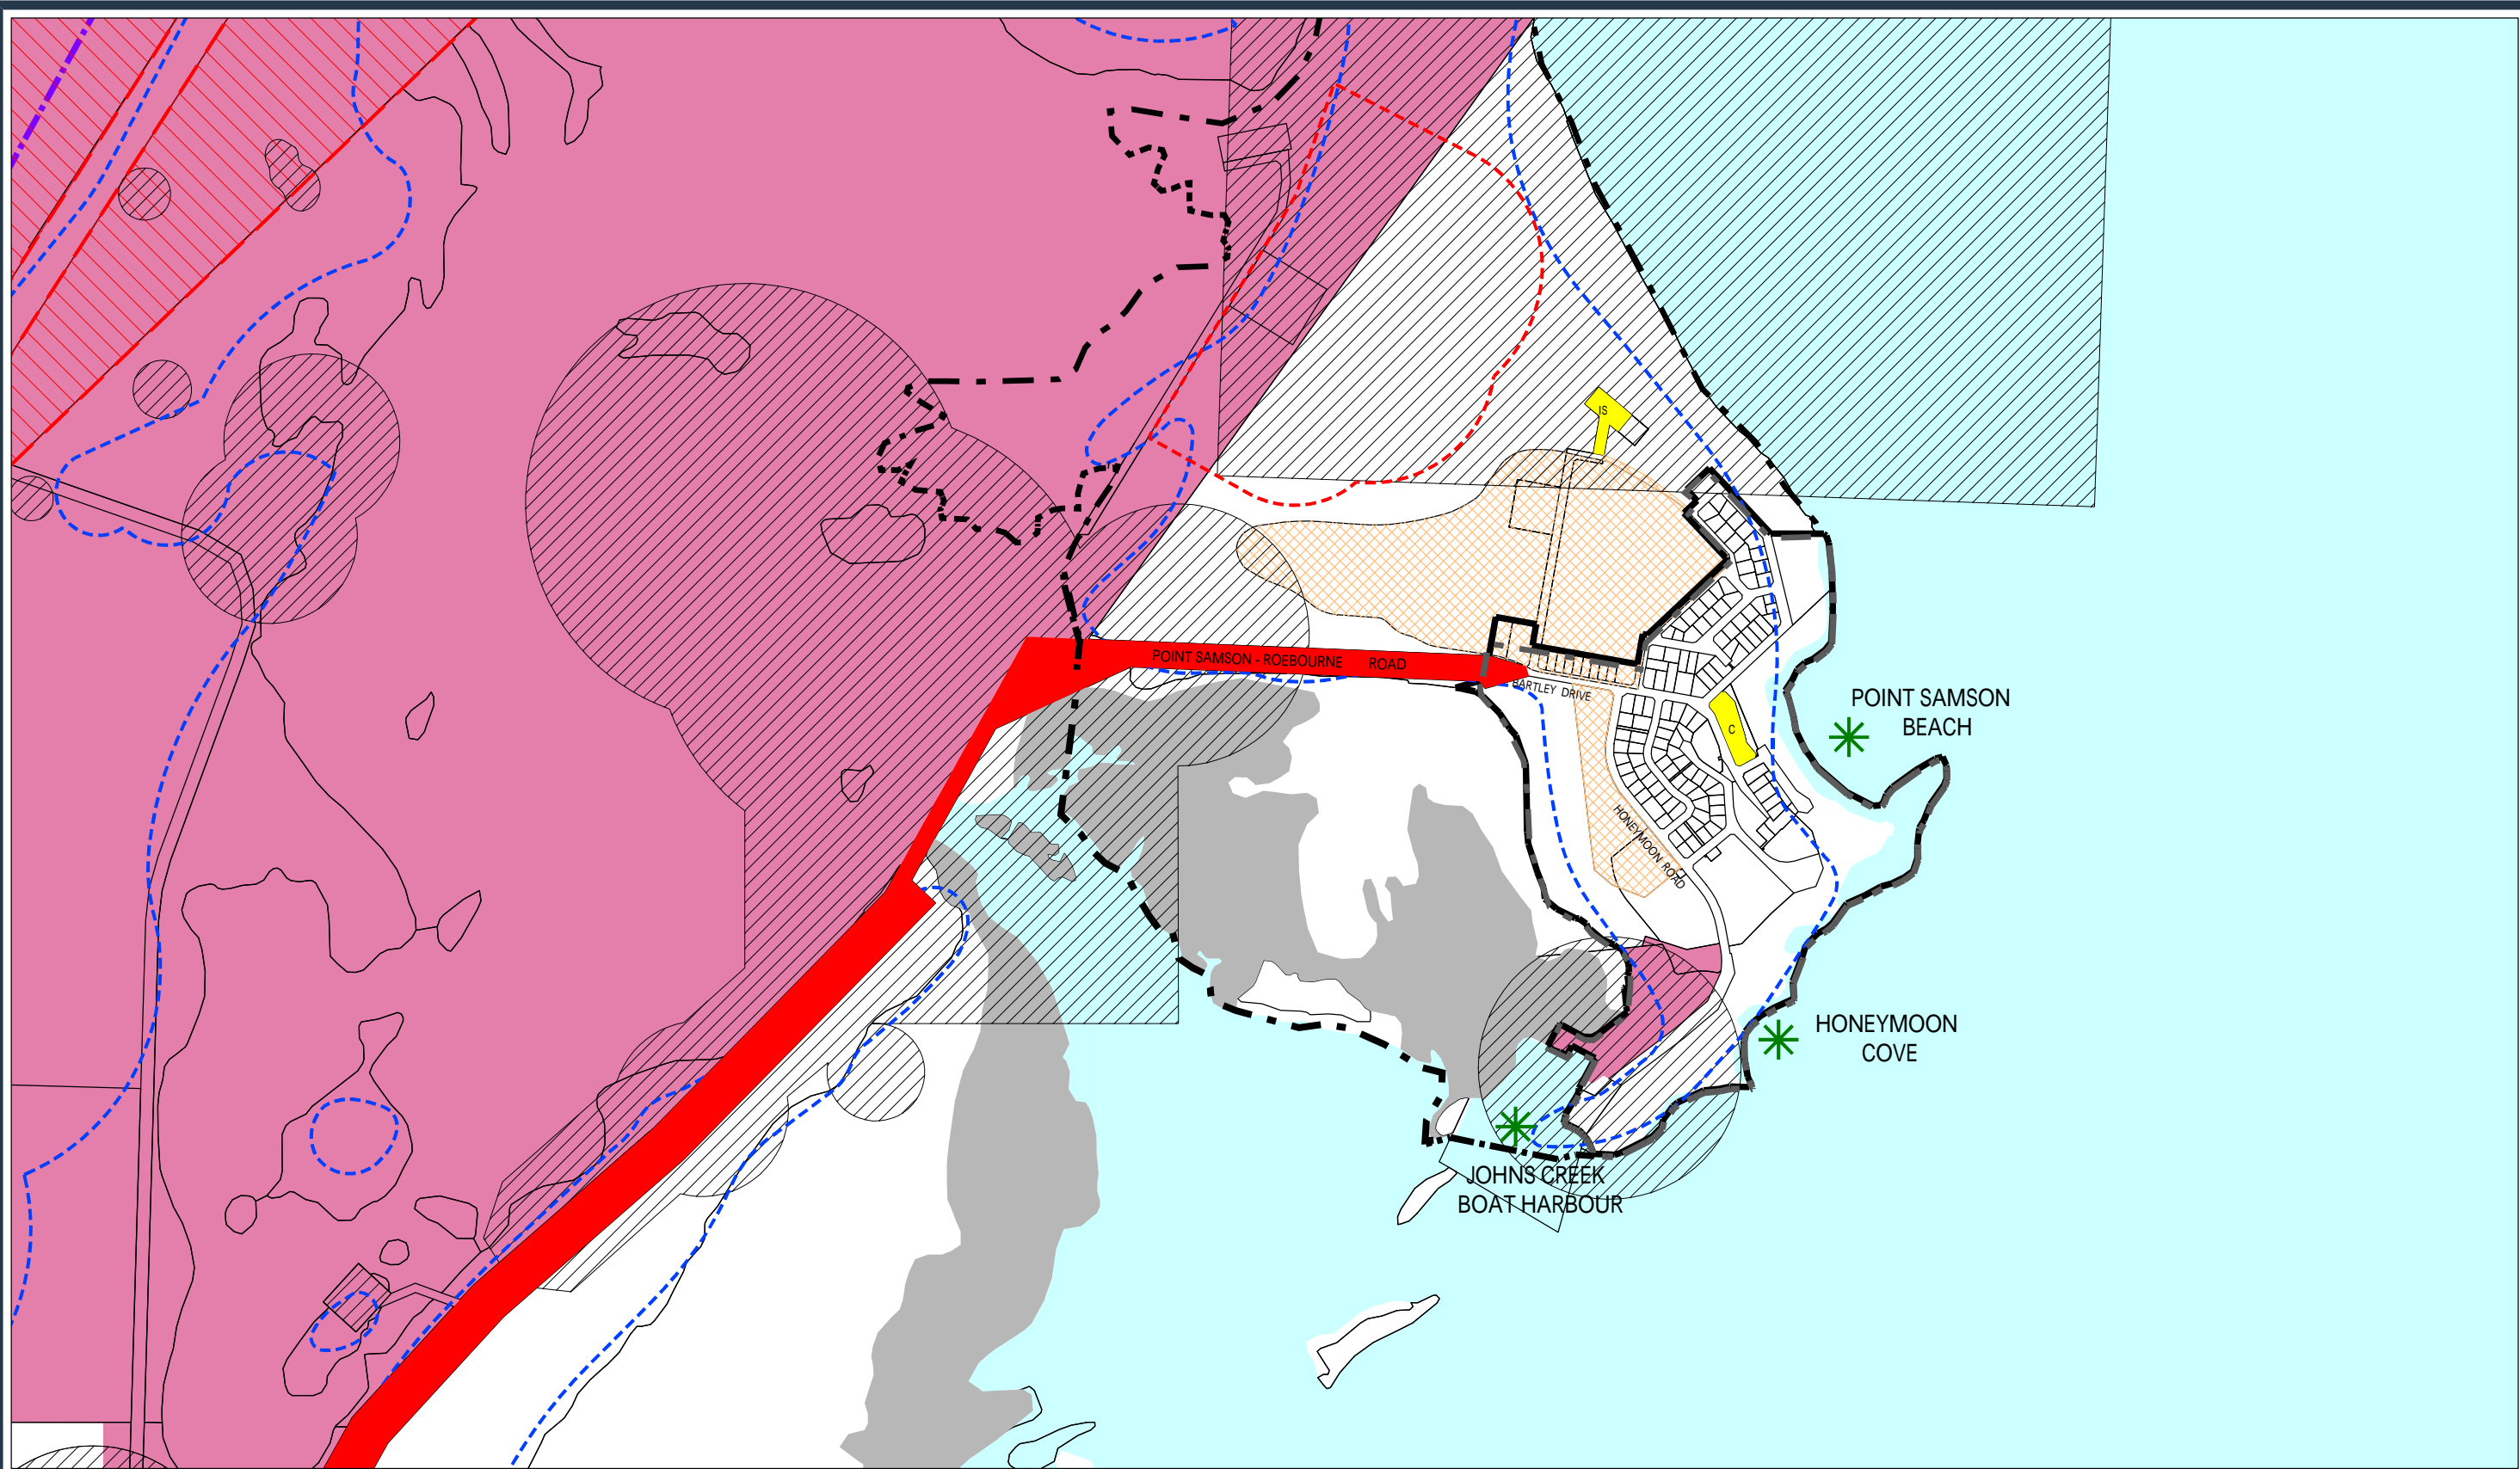 IS
POINT SAMSON - ROEBOURNE ROAD
BARTLEY DRIVE
POINT SAMSON
BEACH
C
HONEYMOON ROAD
HONEYMOON
COVE
JOHNS CREEK
BOAT HARBOUR